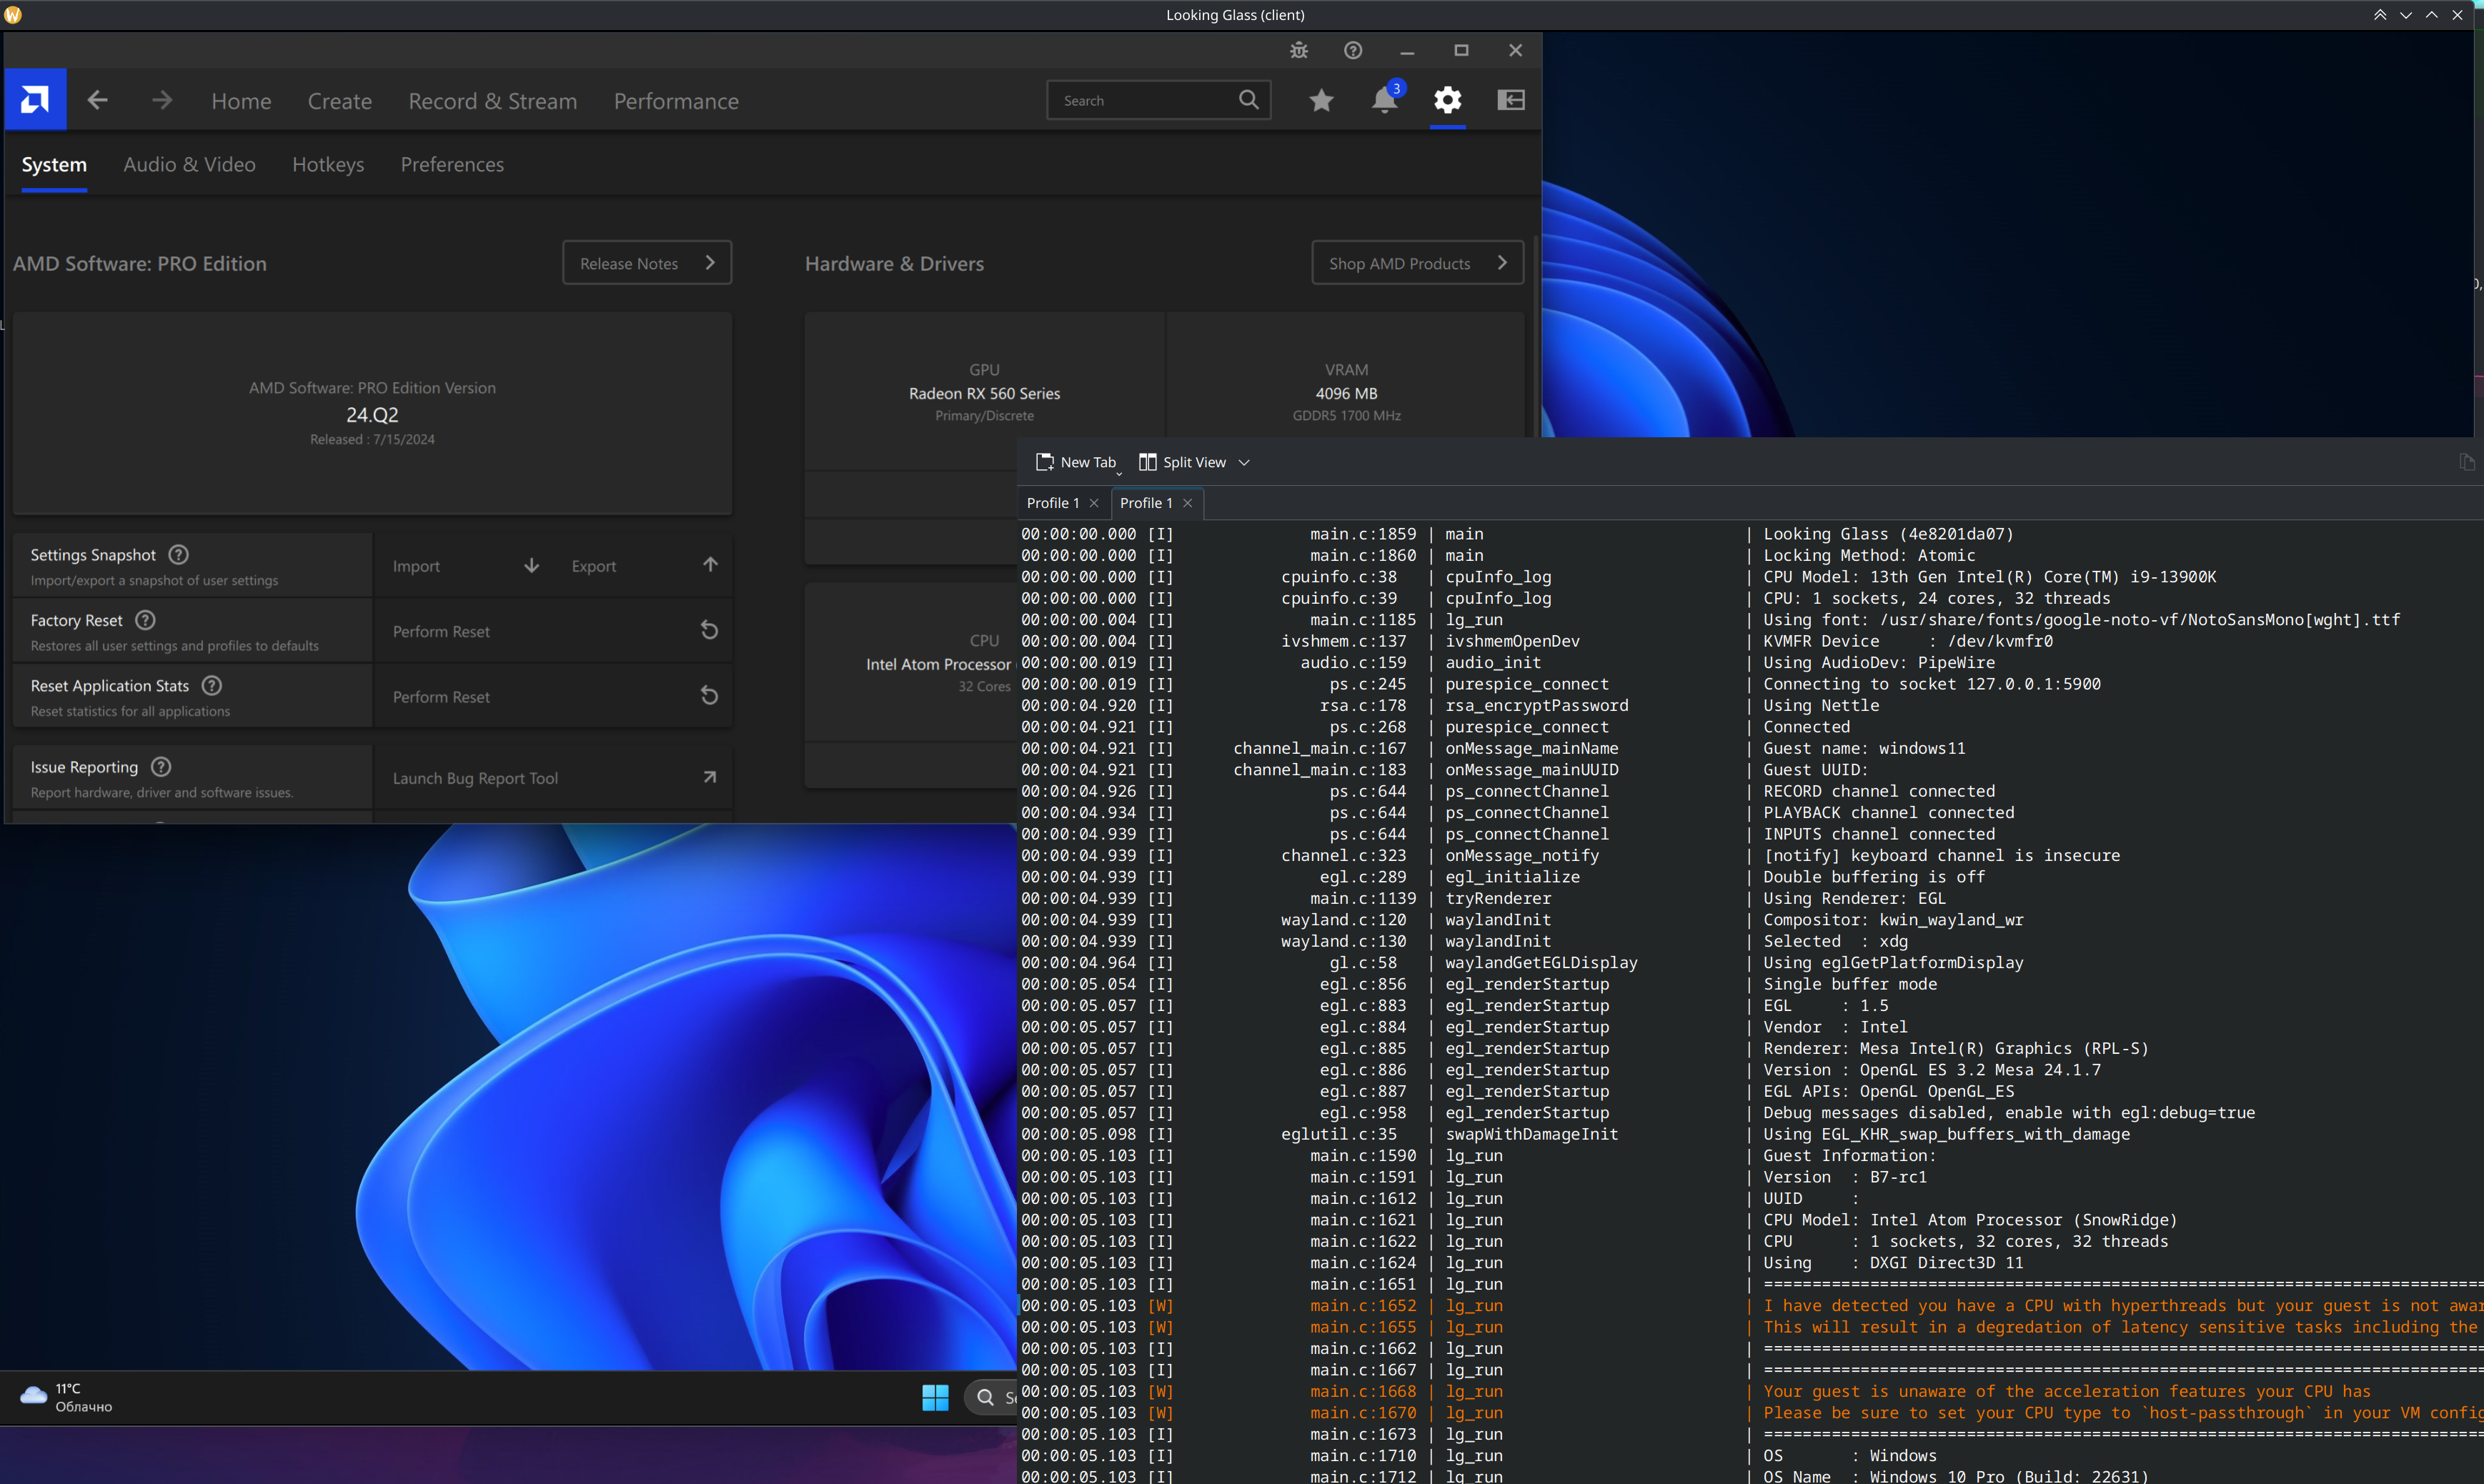 Looking Glass (client)
Home Create Record & Stream Performance
Search
3
System Audio & Video Hotkeys Preferences
AMD Software: PRO Edition
Release Notes
Hardware & Drivers
Shop AMD Products
AMD Software: PRO Edition Version
24.Q2
Released : 7/15/2024
GPU
Radeon RX 560 Series
Primary/Discrete
VRAM
4096 MB
GDDR5 1700 MHz
Settings Snapshot
Import/export a snapshot of user settings
Import
Export
Factory Reset
Restores all user settings and profiles to defaults
Perform Reset
Reset Application Stats
Reset statistics for all applications
Perform Reset
Issue Reporting
Report hardware, driver and software issues.
Launch Bug Report Tool
CPU
Intel Atom Processor
32 Cores
New Tab Split View
Profile 1 Profile 1
00:00:00.000 [I] main.c:1859 | main | Looking Glass (4e8201da07)
00:00:00.000 [I] main.c:1860 | main | Locking Method: Atomic
00:00:00.000 [I] cpuinfo.c:38 | cpuInfo_log | CPU Model: 13th Gen Intel(R) Core(TM) i9-13900K
00:00:00.000 [I] cpuinfo.c:39 | cpuInfo_log | CPU: 1 sockets, 24 cores, 32 threads
00:00:00.004 [I] main.c:1185 | lg_run | Using font: /usr/share/fonts/google-noto-vf/NotoSansMono[wght].ttf
00:00:00.004 [I] ivshmem.c:137 | ivshmemOpenDev | KVMFR Device : /dev/kvmfr0
00:00:00.019 [I] audio.c:159 | audio_init | Using AudioDev: PipeWire
00:00:00.019 [I] ps.c:245 | purespice_connect | Connecting to socket 127.0.0.1:5900
00:00:04.920 [I] rsa.c:178 | rsa_encryptPassword | Using Nettle
00:00:04.921 [I] ps.c:268 | purespice_connect | Connected
00:00:04.921 [I] channel_main.c:167 | onMessage_mainName | Guest name: windows11
00:00:04.921 [I] channel_main.c:183 | onMessage_mainUUID | Guest UUID:
00:00:04.926 [I] ps.c:644 | ps_connectChannel | RECORD channel connected
00:00:04.934 [I] ps.c:644 | ps_connectChannel | PLAYBACK channel connected
00:00:04.939 [I] ps.c:644 | ps_connectChannel | INPUTS channel connected
00:00:04.939 [I] channel.c:323 | onMessage_notify | [notify] keyboard channel is insecure
00:00:04.939 [I] egl.c:289 | egl_initialize | Double buffering is off
00:00:04.939 [I] main.c:1139 | tryRenderer | Using Renderer: EGL
00:00:04.939 [I] wayland.c:120 | waylandInit | Compositor: kwin_wayland_wr
00:00:04.939 [I] wayland.c:130 | waylandInit | Selected : xdg
00:00:04.964 [I] gl.c:58 | waylandGetEGLDisplay | Using eglGetPlatformDisplay
00:00:05.054 [I] egl.c:856 | egl_renderStartup | Single buffer mode
00:00:05.057 [I] egl.c:883 | egl_renderStartup | EGL : 1.5
00:00:05.057 [I] egl.c:884 | egl_renderStartup | Vendor : Intel
00:00:05.057 [I] egl.c:885 | egl_renderStartup | Renderer: Mesa Intel(R) Graphics (RPL-S)
00:00:05.057 [I] egl.c:886 | egl_renderStartup | Version : OpenGL ES 3.2 Mesa 24.1.7
00:00:05.057 [I] egl.c:887 | egl_renderStartup | EGL APIs: OpenGL OpenGL_ES
00:00:05.057 [I] egl.c:958 | egl_renderStartup | Debug messages disabled, enable with egl:debug=true
00:00:05.098 [I] eglutil.c:35 | swapWithDamageInit | Using EGL_KHR_swap_buffers_with_damage
00:00:05.103 [I] main.c:1590 | lg_run | Guest Information:
00:00:05.103 [I] main.c:1591 | lg_run | Version : B7-rc1
00:00:05.103 [I] main.c:1612 | lg_run | UUID :
00:00:05.103 [I] main.c:1621 | lg_run | CPU Model: Intel Atom Processor (SnowRidge)
00:00:05.103 [I] main.c:1622 | lg_run | CPU : 1 sockets, 32 cores, 32 threads
00:00:05.103 [I] main.c:1624 | lg_run | Using : DXGI Direct3D 11
00:00:05.103 [I] main.c:1651 | lg_run | ===========================================================================
00:00:05.103 [W] main.c:1652 | lg_run | I have detected you have a CPU with hyperthreads but your guest is not
00:00:05.103 [W] main.c:1655 | lg_run | This will result in a degredation of latency sensitive tasks including the
00:00:05.103 [I] main.c:1662 | lg_run | ===========================================================================
00:00:05.103 [I] main.c:1667 | lg_run | ===========================================================================
00:00:05.103 [W] main.c:1668 | lg_run | Your guest is unaware of the acceleration features your CPU has
00:00:05.103 [W] main.c:1670 | lg_run | Please be sure to set your CPU type to `host-passthrough` in your VM config
00:00:05.103 [I] main.c:1673 | lg_run | ===========================================================================
00:00:05.103 [I] main.c:1710 | lg_run | OS : Windows
00:00:05.103 [I] main.c:1712 | lg_run | OS Name : Windows 10 Pro (Build: 22631)
11°C
Облачно